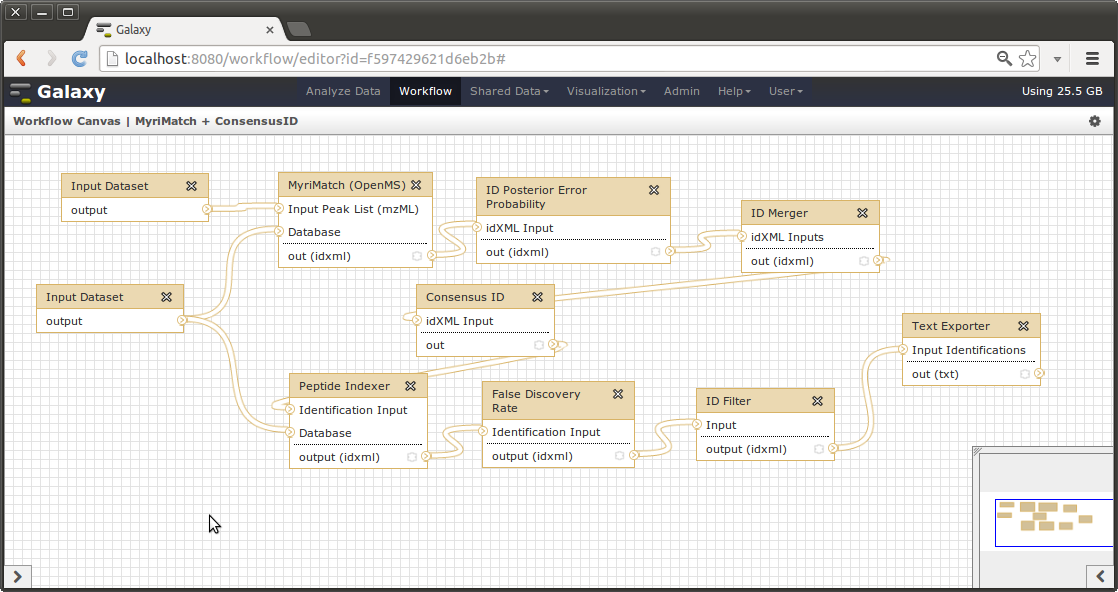 Galaxy
localhost:8080/workflow/editor?id=f597429621d6eb2b#
Galaxy
Analyze Data Workflow Shared Data Visualization Admin Help User Using 25.5 GB
Workflow Canvas | MyriMatch + ConsensusID
Input Dataset
output
MyriMatch (OpenMS)
Input Peak List (mzML)
Database
out (idxml)
ID Posterior Error
Probability
idXML Input
out (idxml)
ID Merger
idXML Inputs
out (idxml)
Input Dataset
output
Consensus ID
idXML Input
out
Text Exporter
Input Identifications
out (txt)
Peptide Indexer
Identification Input
Database
output (idxml)
False Discovery
Rate
Identification Input
output (idxml)
ID Filter
Input
output (idxml)